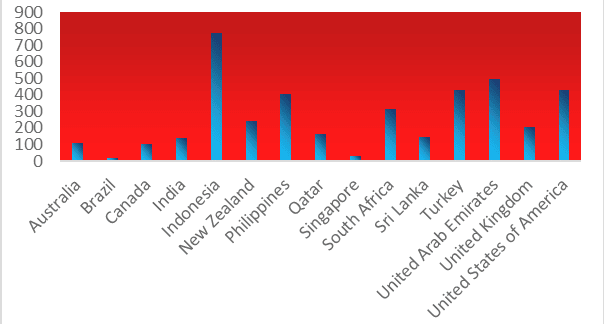 900
800
700
600
500
400
300
200
100
0
Australia
Brazil
Canada
India
Indonesia
New Zealand
Philippines
Qatar
Singapore
South Africa
Sri Lanka
Turkey
United Arab Emirates
United Kingdom
United States of America